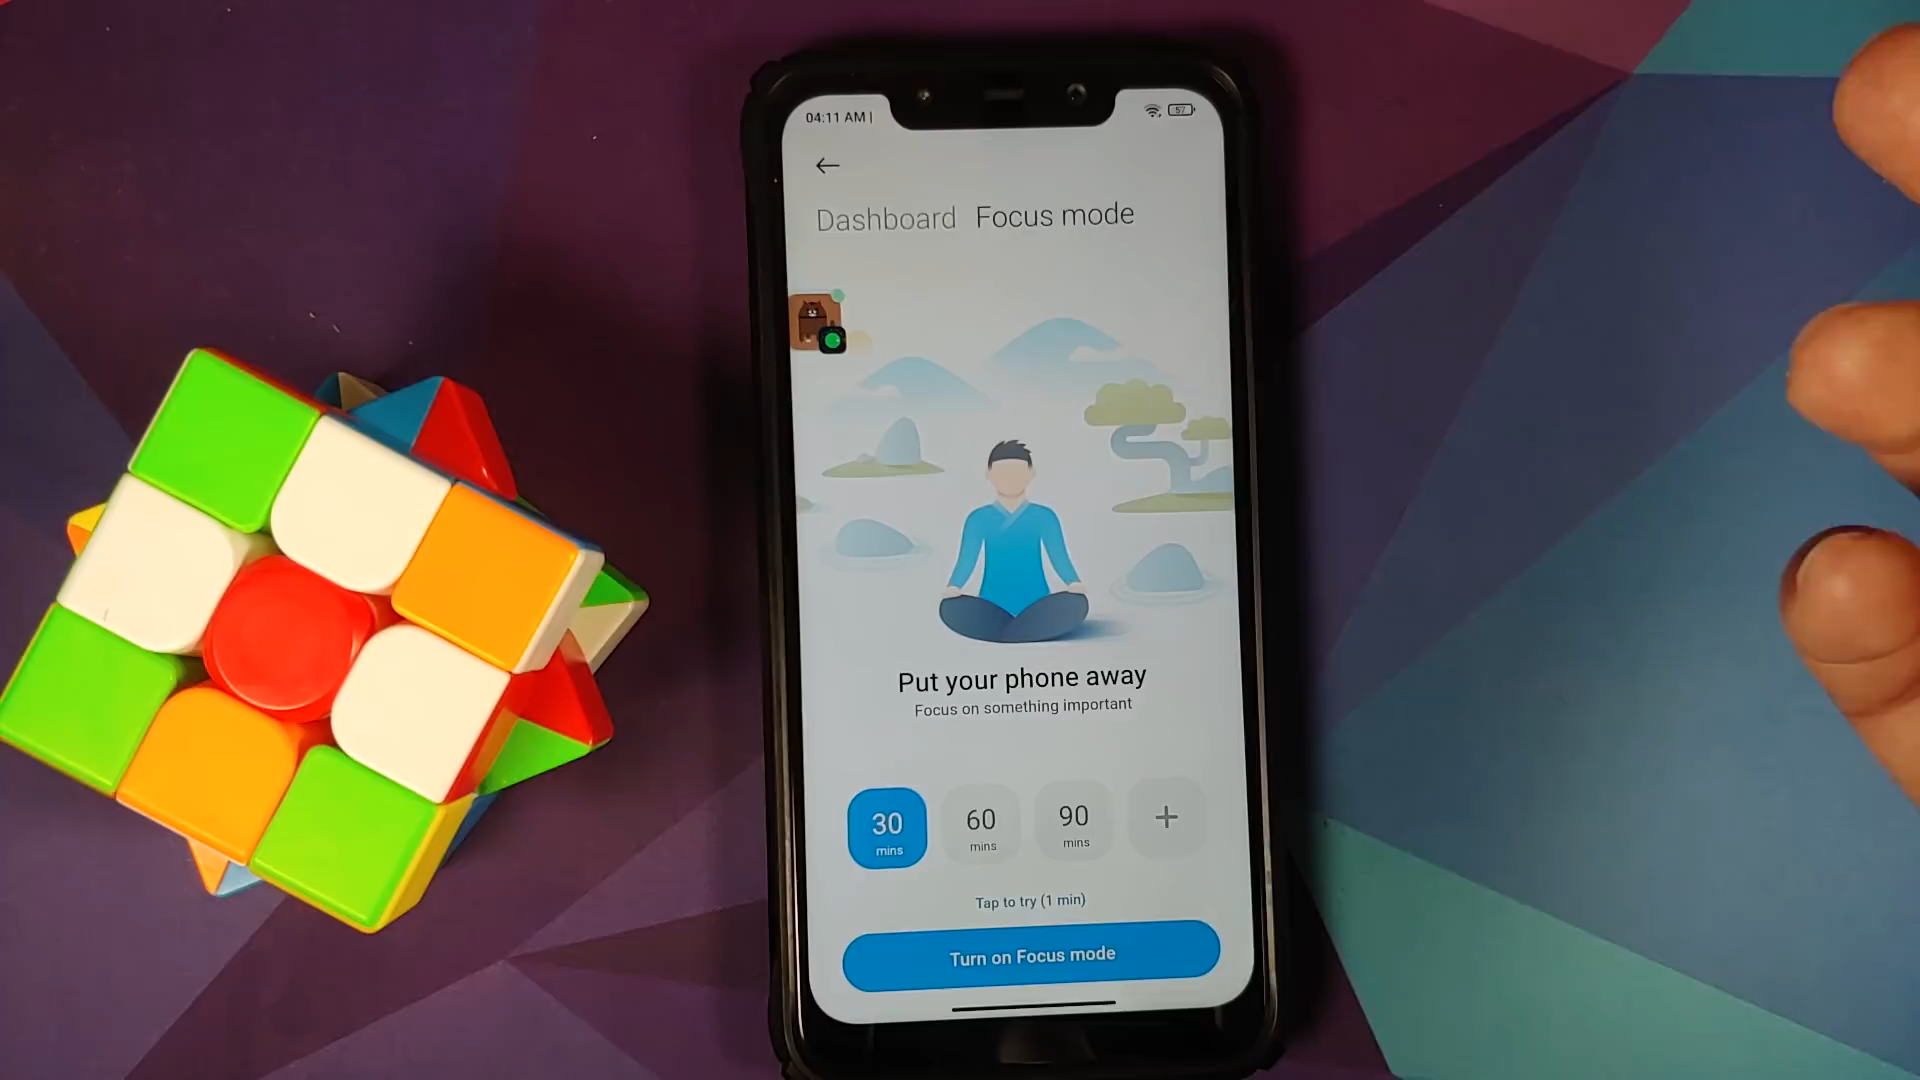 04:11 AM |
57
Dashboard Focus mode
Put your phone away
Focus on something important
30 mins
60 mins
90 mins
+
Tap to try (1 min)
Turn on Focus mode